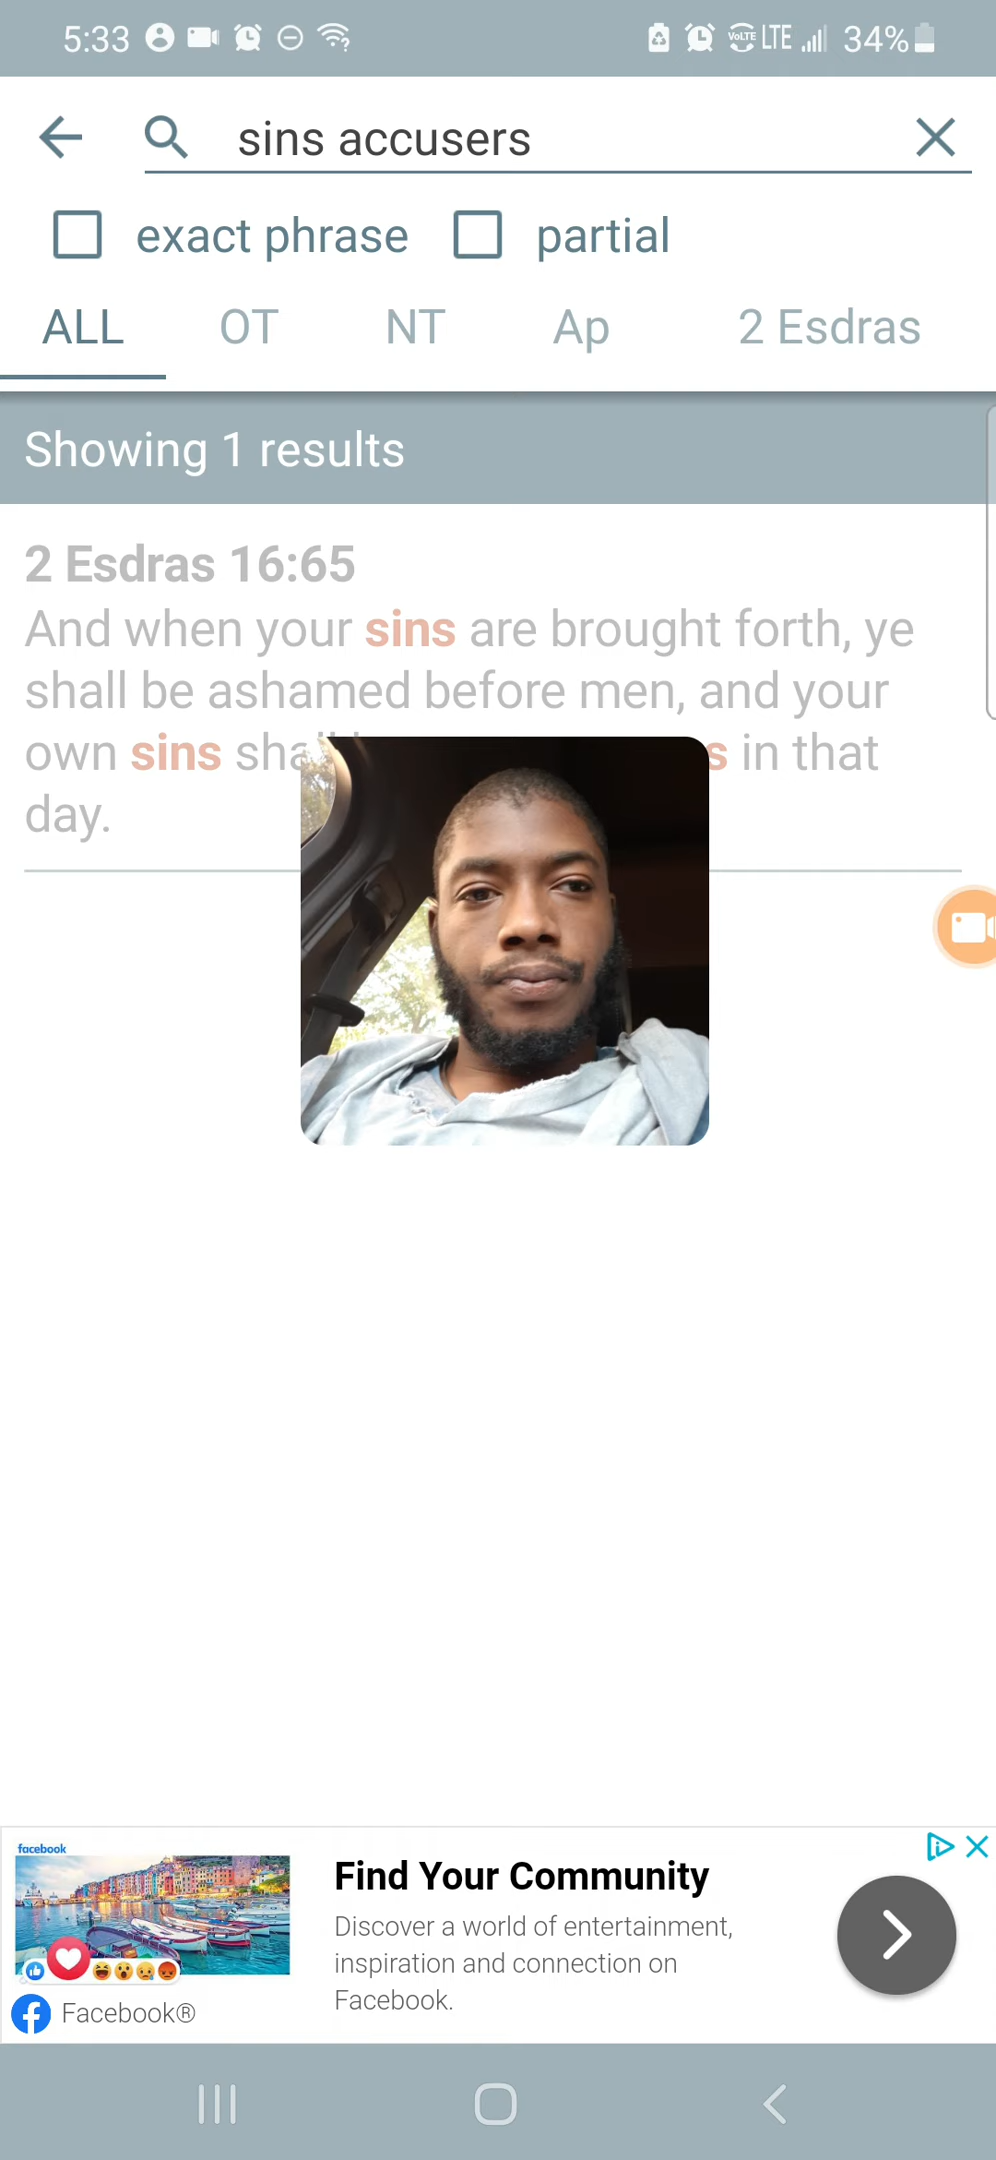 5:33 VoLTE LTE 34%
sins accusers
exact phrase partial
ALL OT NT Ap 2 Esdras
Showing 1 results
2 Esdras 16:65
And when your sins are brought forth, ye
shall be ashamed before men, and your
own sins in that
day.
facebook
Find Your Community
Discover a world of entertainment,
inspiration and connection on
Facebook.
Facebook®